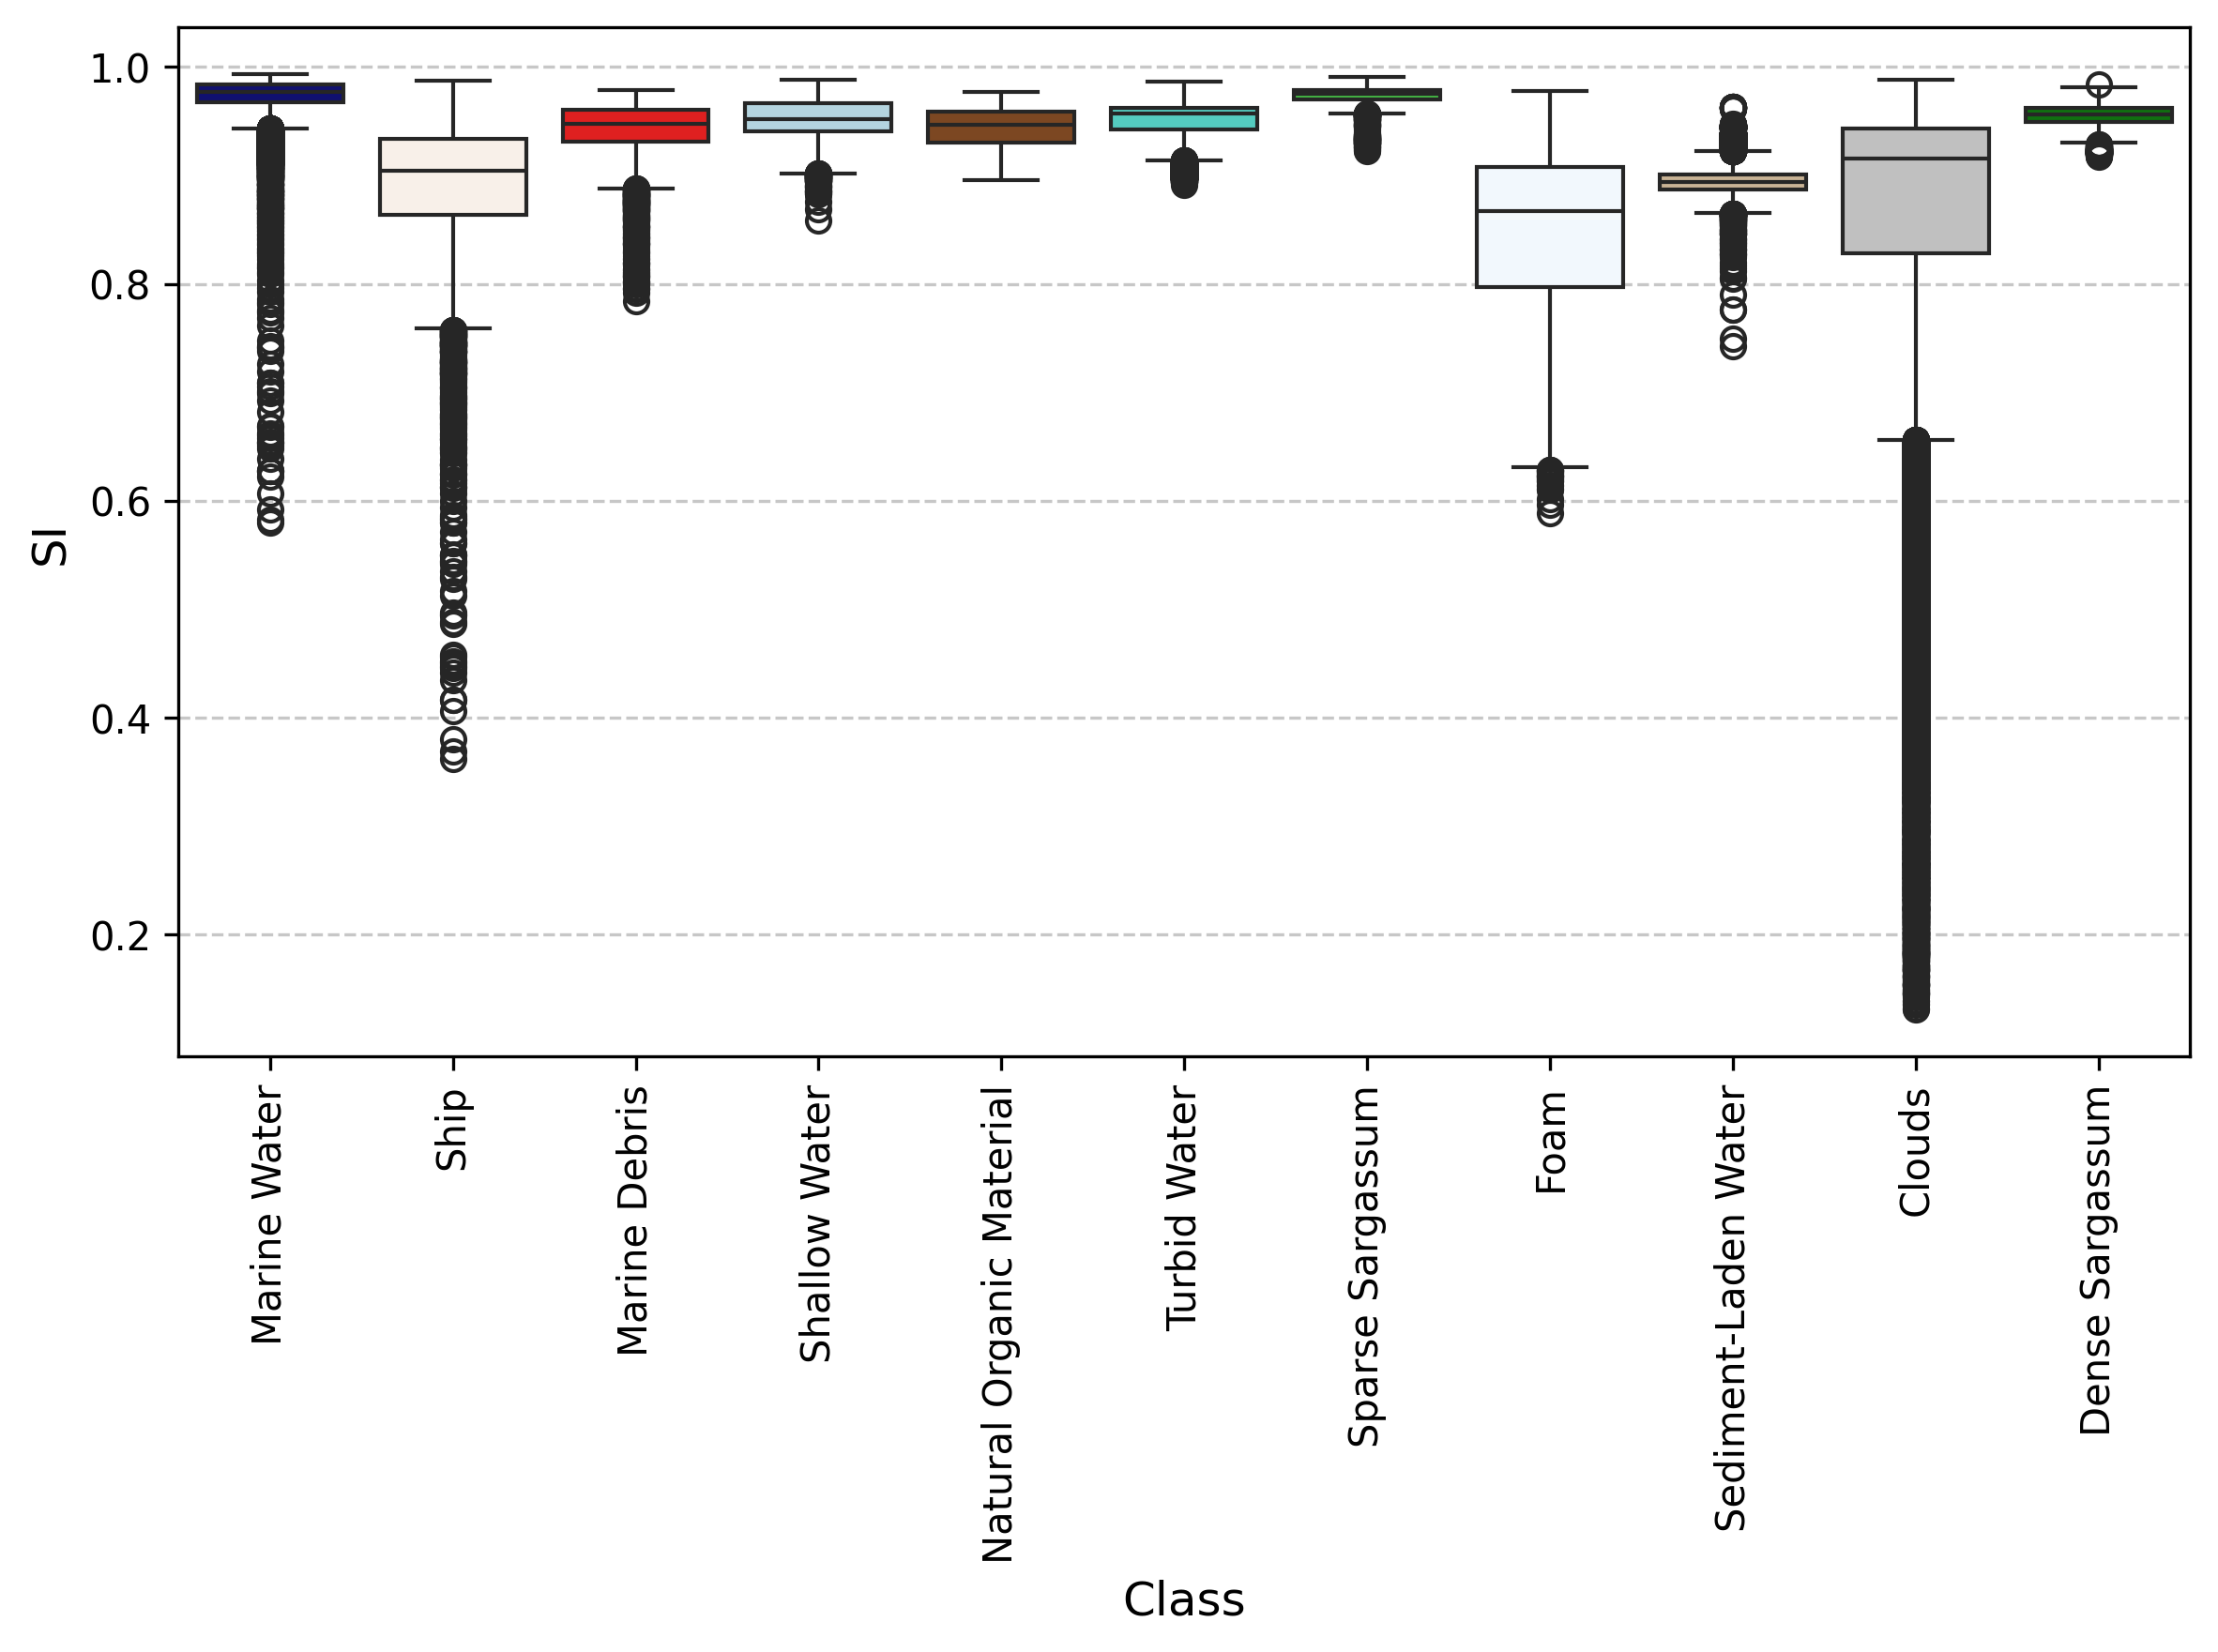 1.0
0.8
0.6
0.4
0.2
SI
Marine Water
Ship
Marine Debris
Shallow Water
Natural Organic Material
Turbid Water
Sparse Sargassum
Foam
Sediment-Laden Water
Clouds
Dense Sargassum
Class